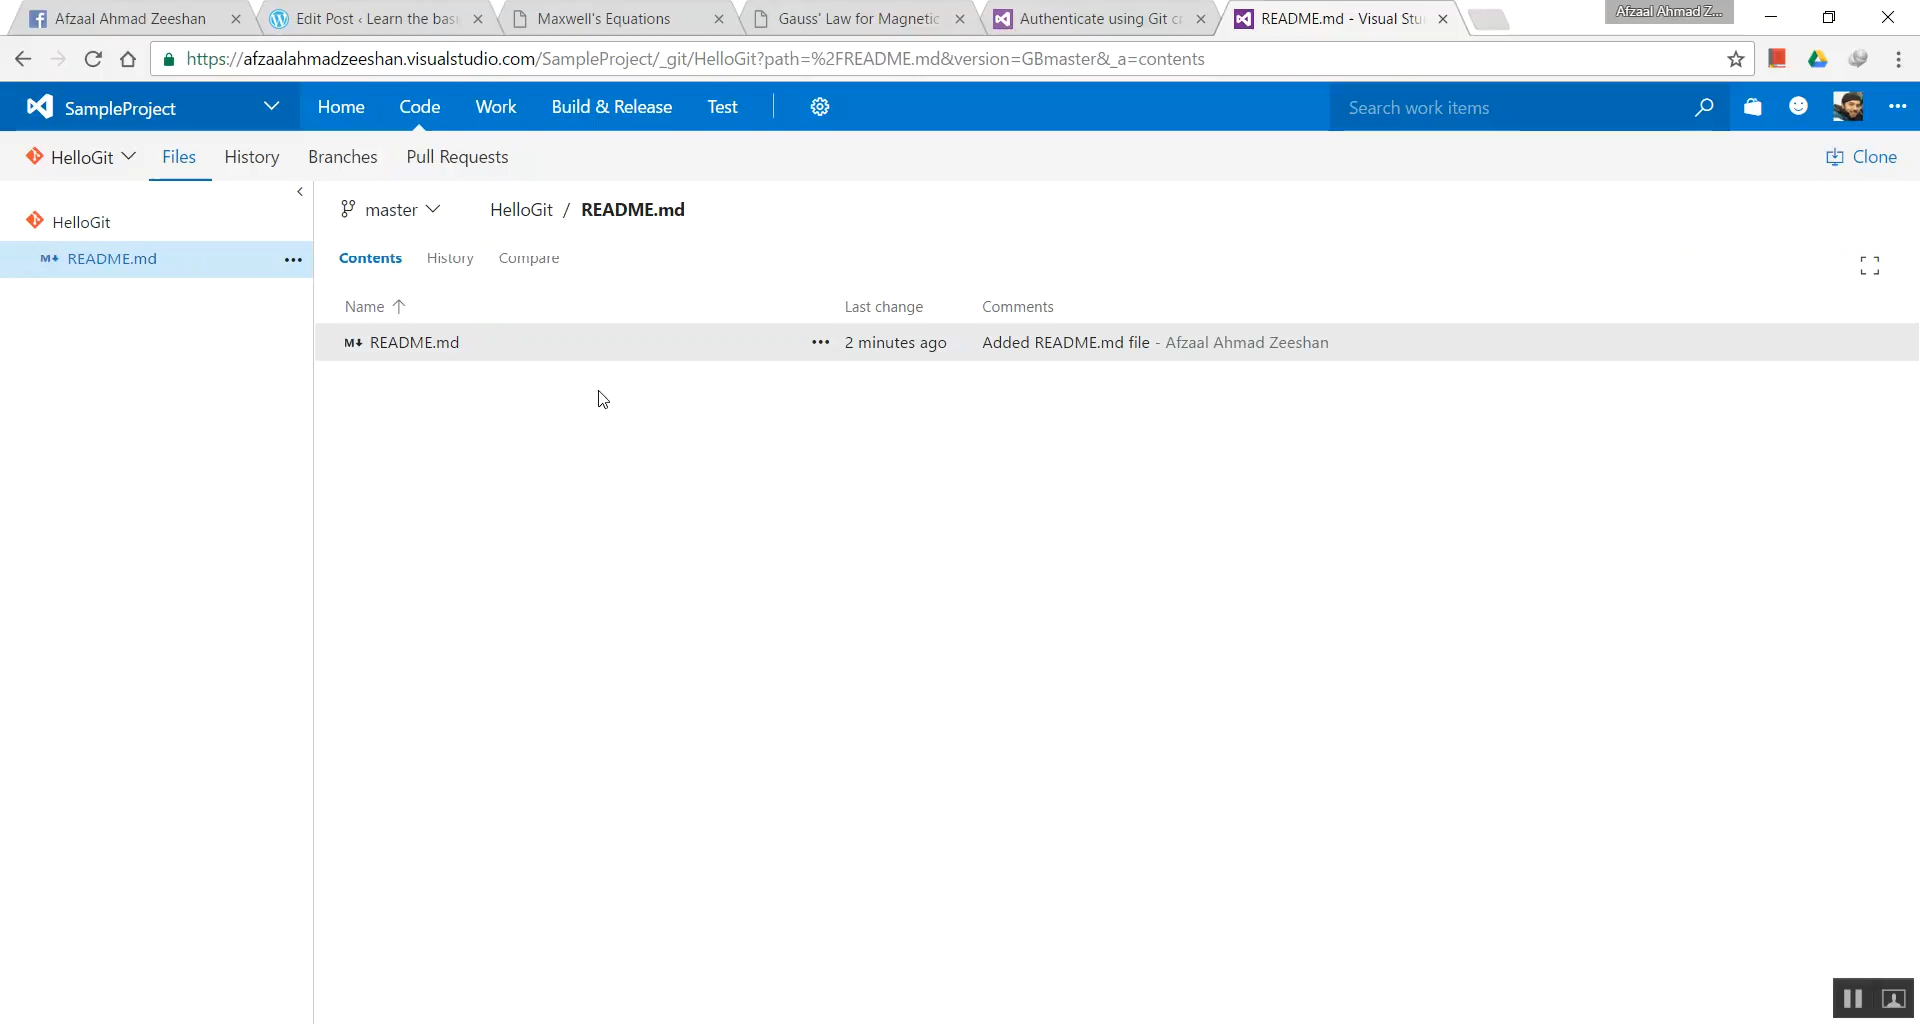 Afzaal Ahmad Zeeshan
Edit Post ‹ Learn the bas
Maxwell's Equations
Gauss' Law for Magnetic
Authenticate using Git cr
README.md - Visual Stu
Afzaal Ahmad Z...
https://afzaalahmadzeeshan.visualstudio.com/SampleProject/_git/HelloGit?path=%2FREADME.md&version=GBmaster&_a=contents
SampleProject
Home
Code
Work
Build & Release
Test
Search work items
HelloGit
Files
History
Branches
Pull Requests
Clone
HelloGit
M↓ README.md
master
HelloGit / README.md
Contents
History
Compare
Name ↑
Last change
Comments
M↓ README.md
2 minutes ago
Added README.md file - Afzaal Ahmad Zeeshan